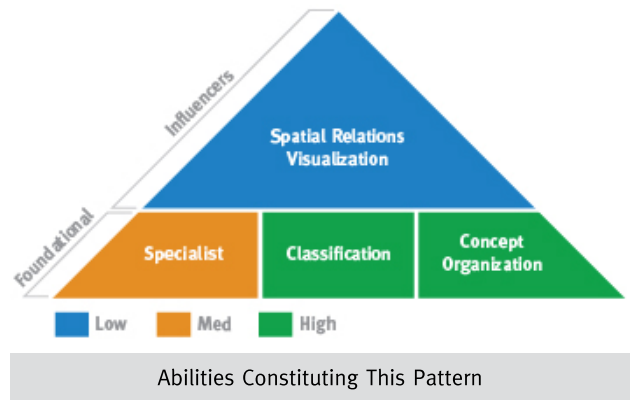 Influencers
Spatial Relations
Visualization
Foundational
Specialist
Classification
Concept
Organization
Low
Med
High
Abilities Constituting This Pattern